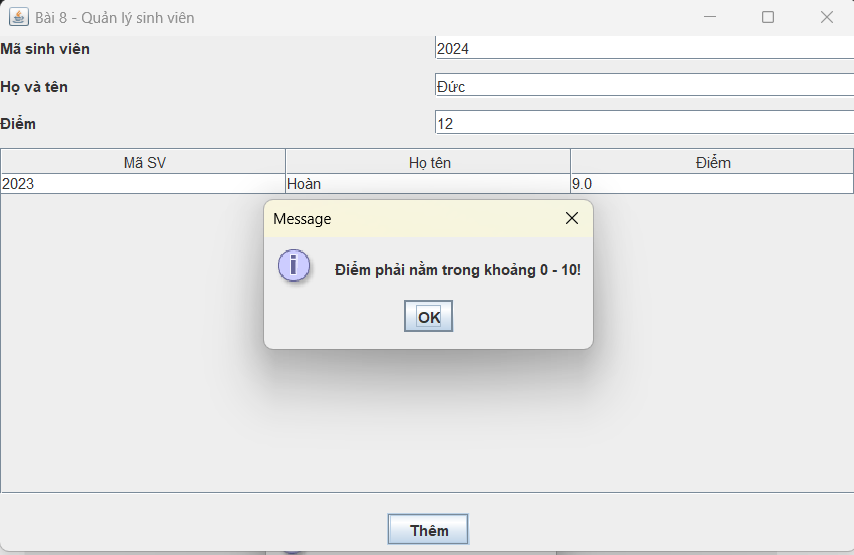 Bài 8 - Quản lý sinh viên
Mã sinh viên 2024
Họ và tên Đức
Điểm 12
Mã SV Họ tên Điểm
2023 Hoàn 9.0
Message
Điểm phải nằm trong khoảng 0 - 10!
OK
Thêm